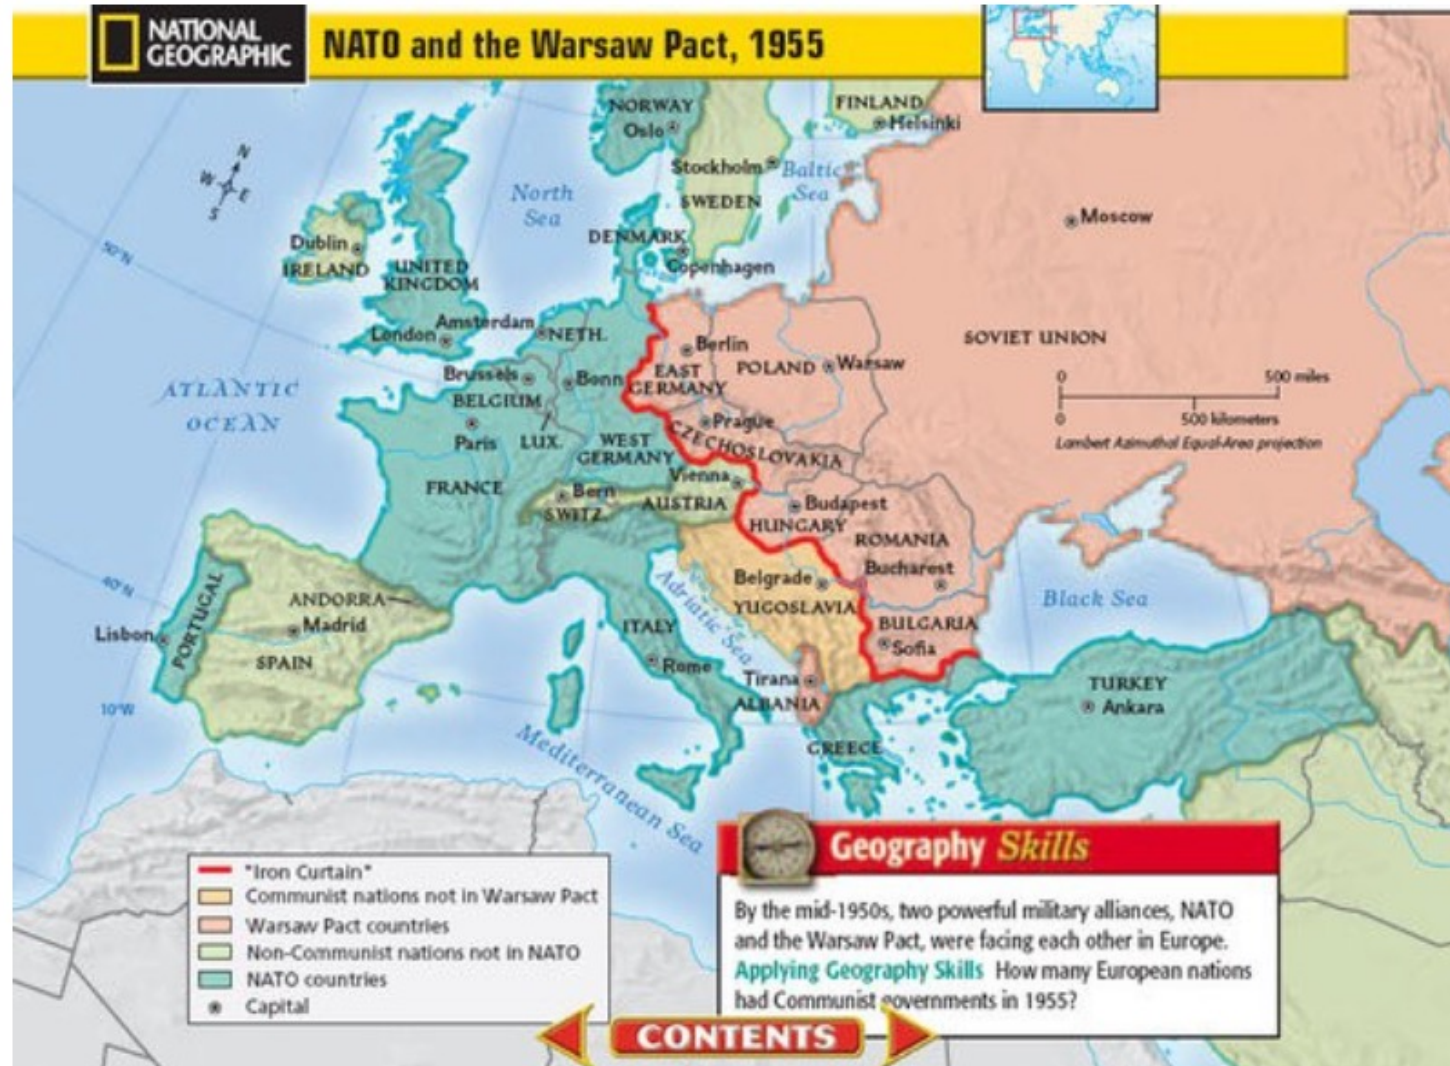 NATIONAL
GEOGRAPHIC
NATO and the Warsaw Pact, 1955
NORWAY
Oslo
FINLAND
Helsinki
N
W
E
S
North
Sea
Stockholm
Baltic
Sea
SWEDEN
Moscow
50°N
Dublin
IRELAND
UNITED
KINGDOM
DENMARK
Copenhagen
London
Amsterdam
NETH.
Berlin
EAST
GERMANY
POLAND
Warsaw
SOVIET UNION
0
500 miles
0
500 kilometers
Lambert Azimuthal Equal-Area projection
ATLANTIC
OCEAN
Brussels
BELGIUM
Bonn
Paris
LUX.
WEST
GERMANY
Prague
CZECHOSLOVAKIA
FRANCE
Bern
SWITZ.
Vienna
AUSTRIA
Budapest
HUNGARY
ROMANIA
Bucharest
Belgrade
YUGOSLAVIA
Black Sea
40°N
PORTUGAL
Lisbon
ANDORRA
Madrid
SPAIN
Adriatic Sea
ITALY
Rome
BULGARIA
Sofia
Tirana
ALBANIA
TURKEY
Ankara
GREECE
10°W
Mediterranean Sea
"Iron Curtain"
Communist nations not in Warsaw Pact
Warsaw Pact countries
Non-Communist nations not in NATO
NATO countries
Capital
Geography Skills
By the mid-1950s, two powerful military alliances, NATO
and the Warsaw Pact, were facing each other in Europe.
Applying Geography Skills How many European nations
had Communist governments in 1955?
CONTENTS